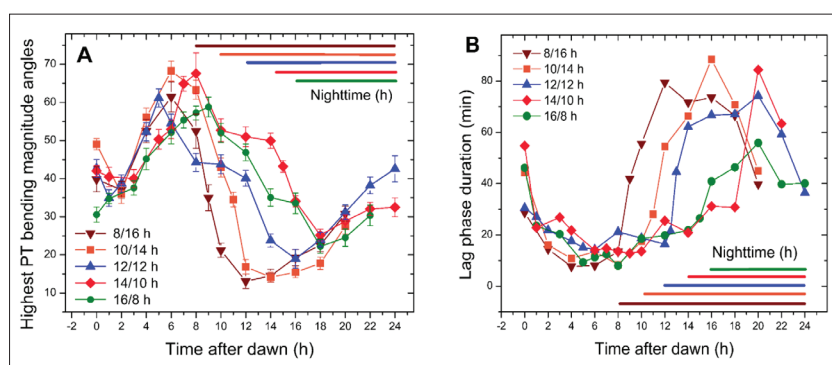 A
Highest PT bending magnitude angles
70
60
50
40
30
20
10
Nighttime (h)
8/16 h
10/14 h
12/12 h
14/10 h
16/8 h
-2 0 2 4 6 8 10 12 14 16 18 20 22 24
Time after dawn (h)
B
Lag phase duration (min)
80
60
40
20
0
8/16 h
10/14 h
12/12 h
14/10 h
16/8 h
Nighttime (h)
-2 0 2 4 6 8 10 12 14 16 18 20 22 24
Time after dawn (h)